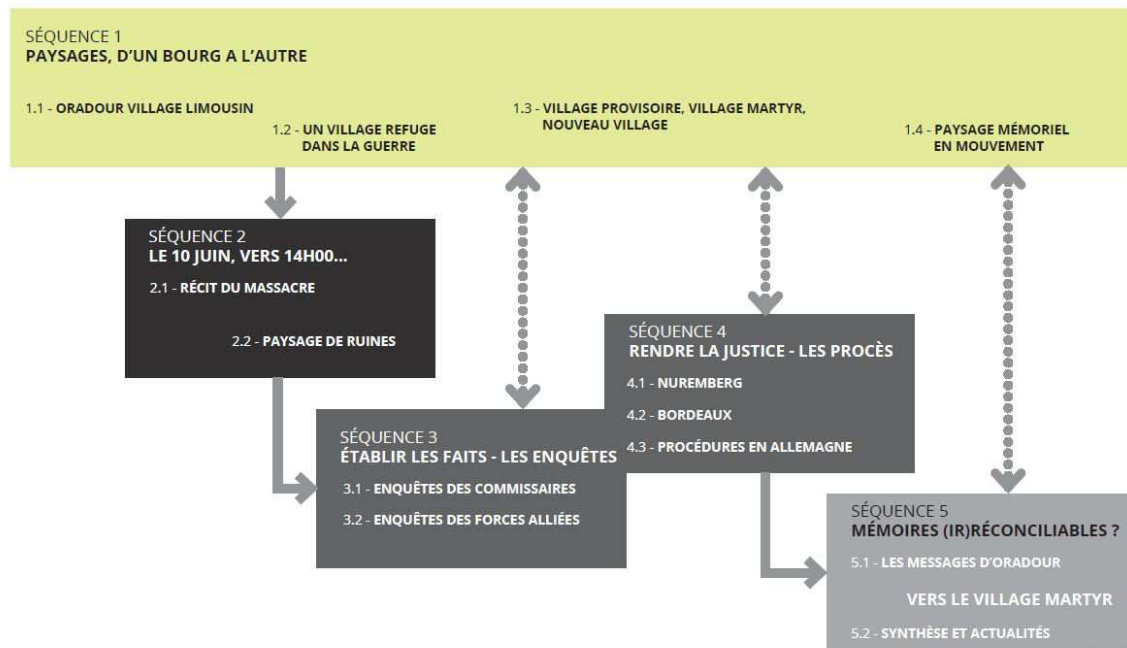 SÉQUENCE 1
PAYSAGES, D'UN BOURG A L'AUTRE
1.1 - ORADOUR VILLAGE LIMOUSIN
1.2 - UN VILLAGE REFUGE
DANS LA GUERRE
1.3 - VILLAGE PROVISOIRE, VILLAGE MARTYR,
NOUVEAU VILLAGE
1.4 - PAYSAGE MÉMORIEL
EN MOUVEMENT
SÉQUENCE 2
LE 10 JUIN, VERS 14H00...
2.1 - RÉCIT DU MASSACRE
2.2 - PAYSAGE DE RUINES
SÉQUENCE 3
ÉTABLIR LES FAITS - LES ENQUÊTES
3.1 - ENQUÊTES DES COMMISSAIRES
3.2 - ENQUÊTES DES FORCES ALLIÉES
SÉQUENCE 4
RENDRE LA JUSTICE - LES PROCÈS
4.1 - NUREMBERG
4.2 - BORDEAUX
4.3 - PROCÉDURES EN ALLEMAGNE
SÉQUENCE 5
MÉMOIRES (IR)RÉCONCILIABLES ?
5.1 - LES MESSAGES D'ORADOUR
VERS LE VILLAGE MARTYR
5.2 - SYNTHÈSE ET ACTUALITÉS